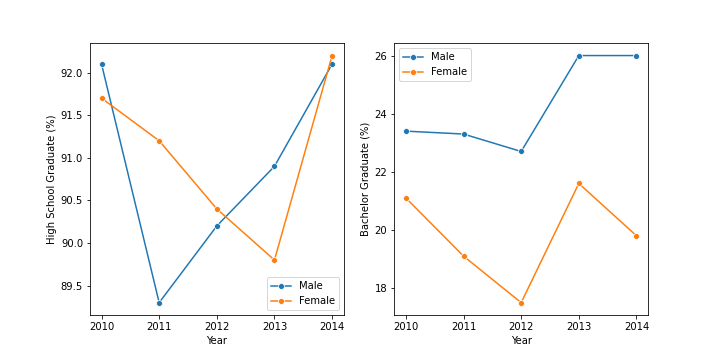 High School Graduate (%)
92.0
91.5
91.0
90.5
90.0
89.5
Male
Female
2010 2011 2012 2013 2014
Year
Bachelor Graduate (%)
26
24
22
20
18
Male
Female
2010 2011 2012 2013 2014
Year